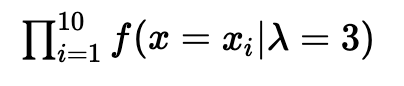 ∏_{i=1}^{10} f(x = x_i|λ = 3)